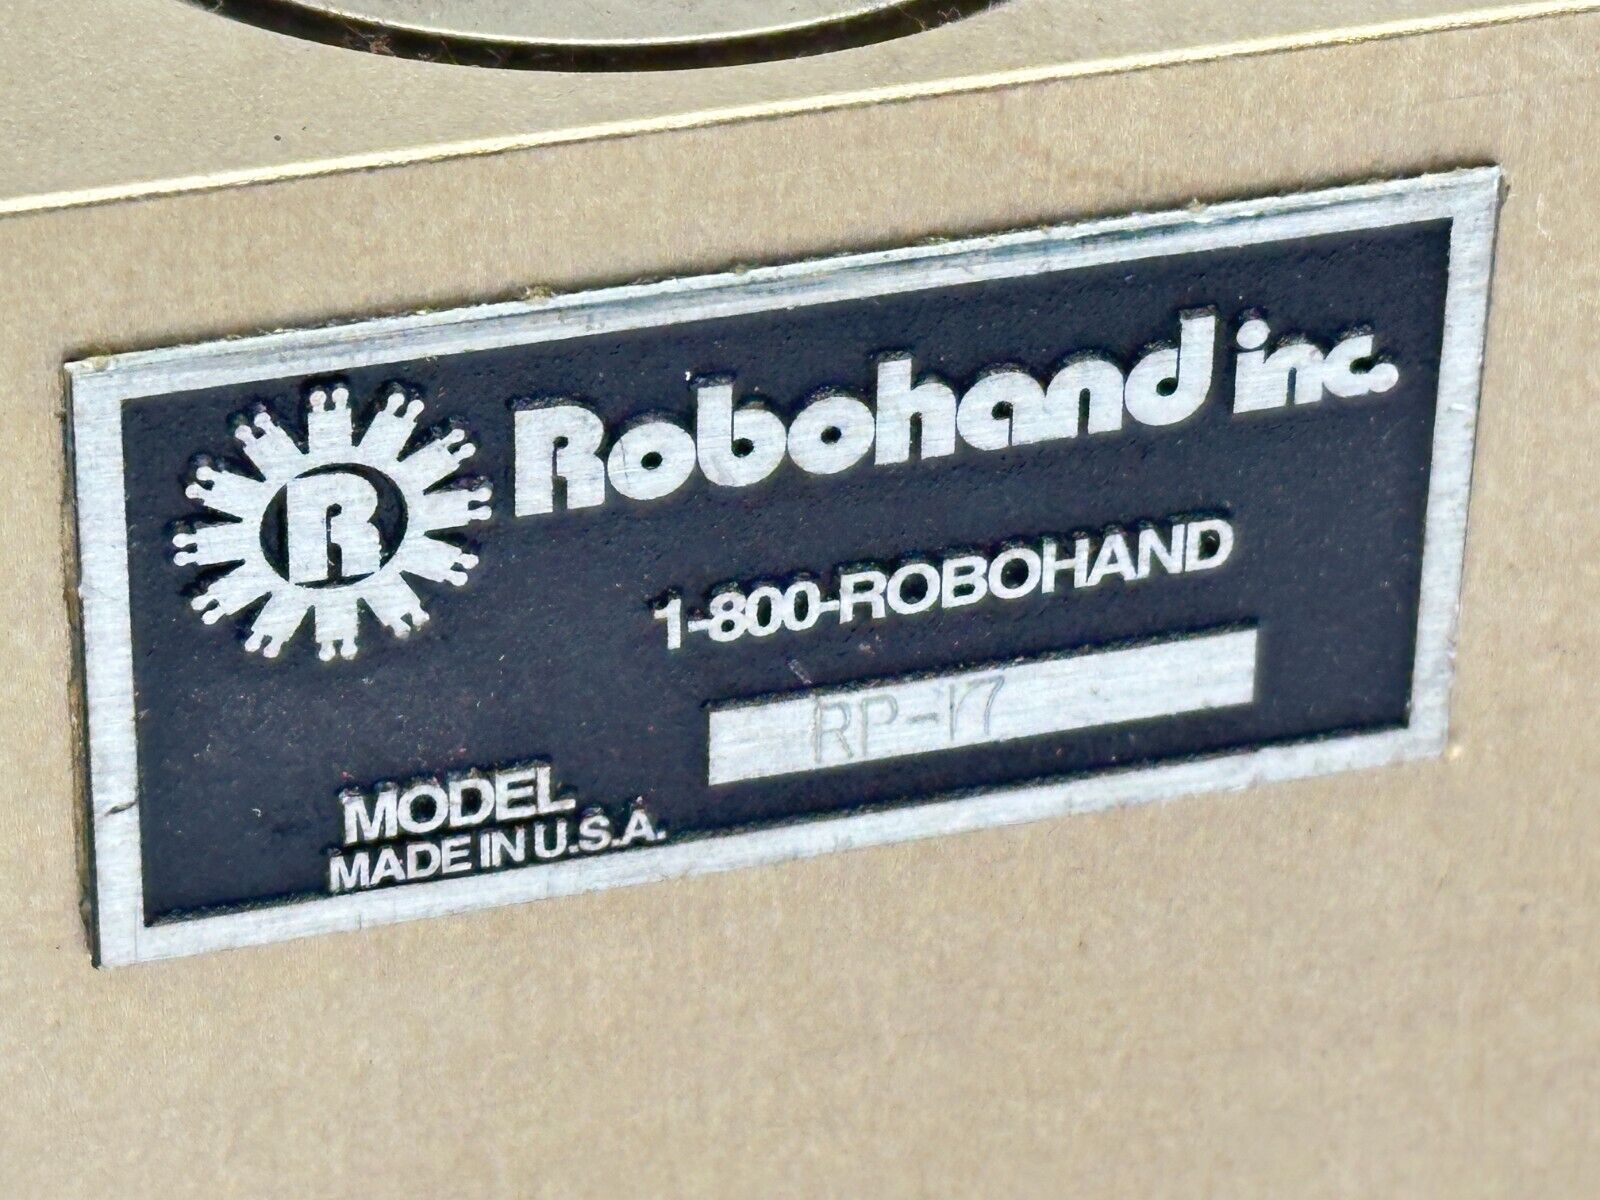 R
Robohand inc.
1-800-ROBOHAND
RP-17
MODEL
MADE IN U.S.A.